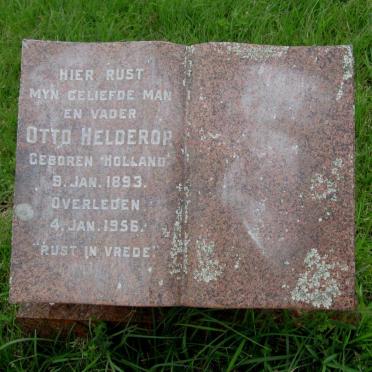 HIER RUST
MYN GELIEFDE MAN
EN VADER
OTTO HELDEROP
GEBOREN "HOLLAND"
9. JAN. 1893.
OVERLEDEN
4. JAN. 1956.
"RUST IN VREDE"